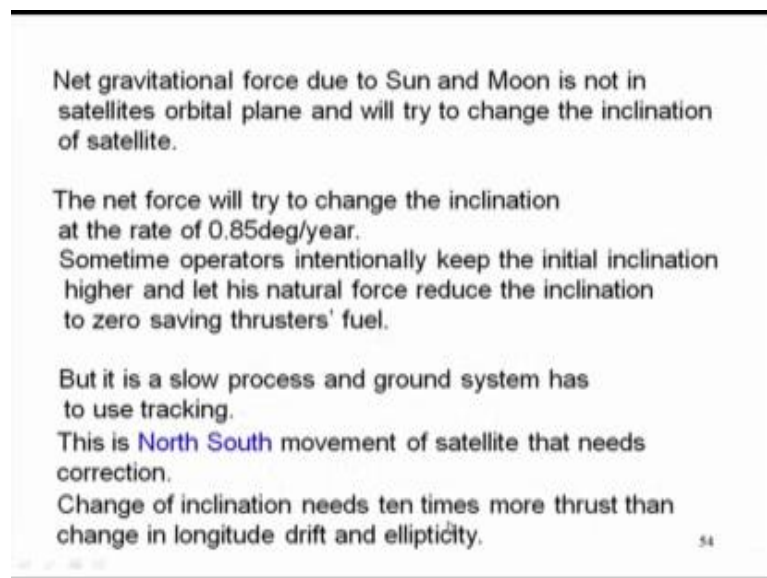 Net gravitational force due to Sun and Moon is not in
satellites orbital plane and will try to change the inclination
of satellite.
The net force will try to change the inclination
at the rate of 0.85deg/year.
Sometime operators intentionally keep the initial inclination
higher and let his natural force reduce the inclination
to zero saving thrusters' fuel.
But it is a slow process and ground system has
to use tracking.
This is North South movement of satellite that needs
correction.
Change of inclination needs ten times more thrust than
change in longitude drift and ellipticity.
54